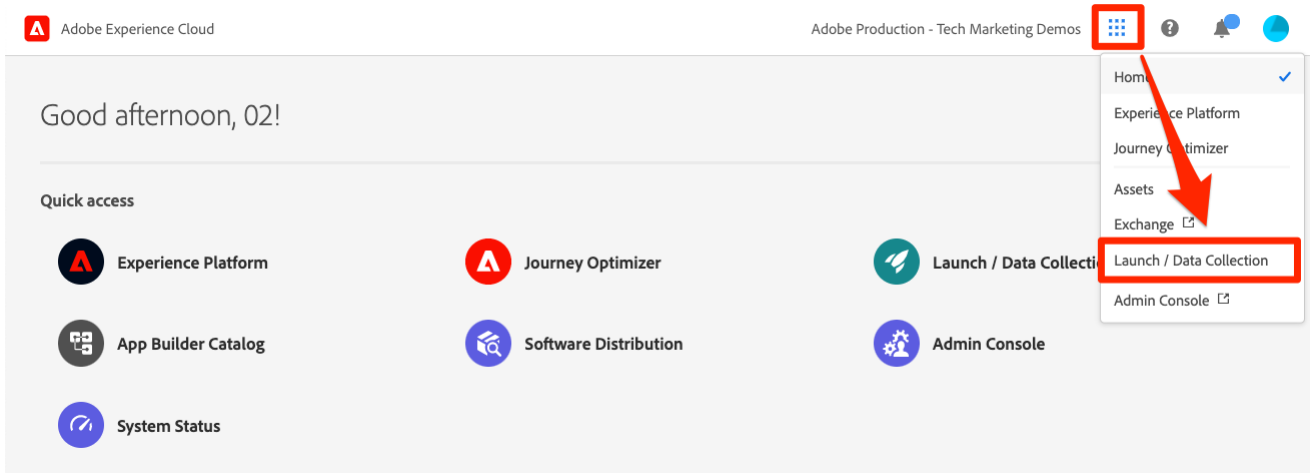 Adobe Experience Cloud
Adobe Production - Tech Marketing Demos
Home
Experience Platform
Journey Optimizer
Assets
Exchange
Launch / Data Collection
Admin Console
Good afternoon, 02!
Quick access
Experience Platform
Journey Optimizer
Launch / Data Collecti
App Builder Catalog
Software Distribution
Admin Console
System Status